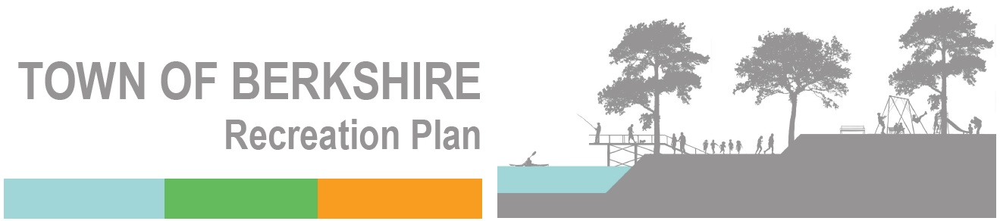 TOWN OF BERKSHIRE
Recreation Plan